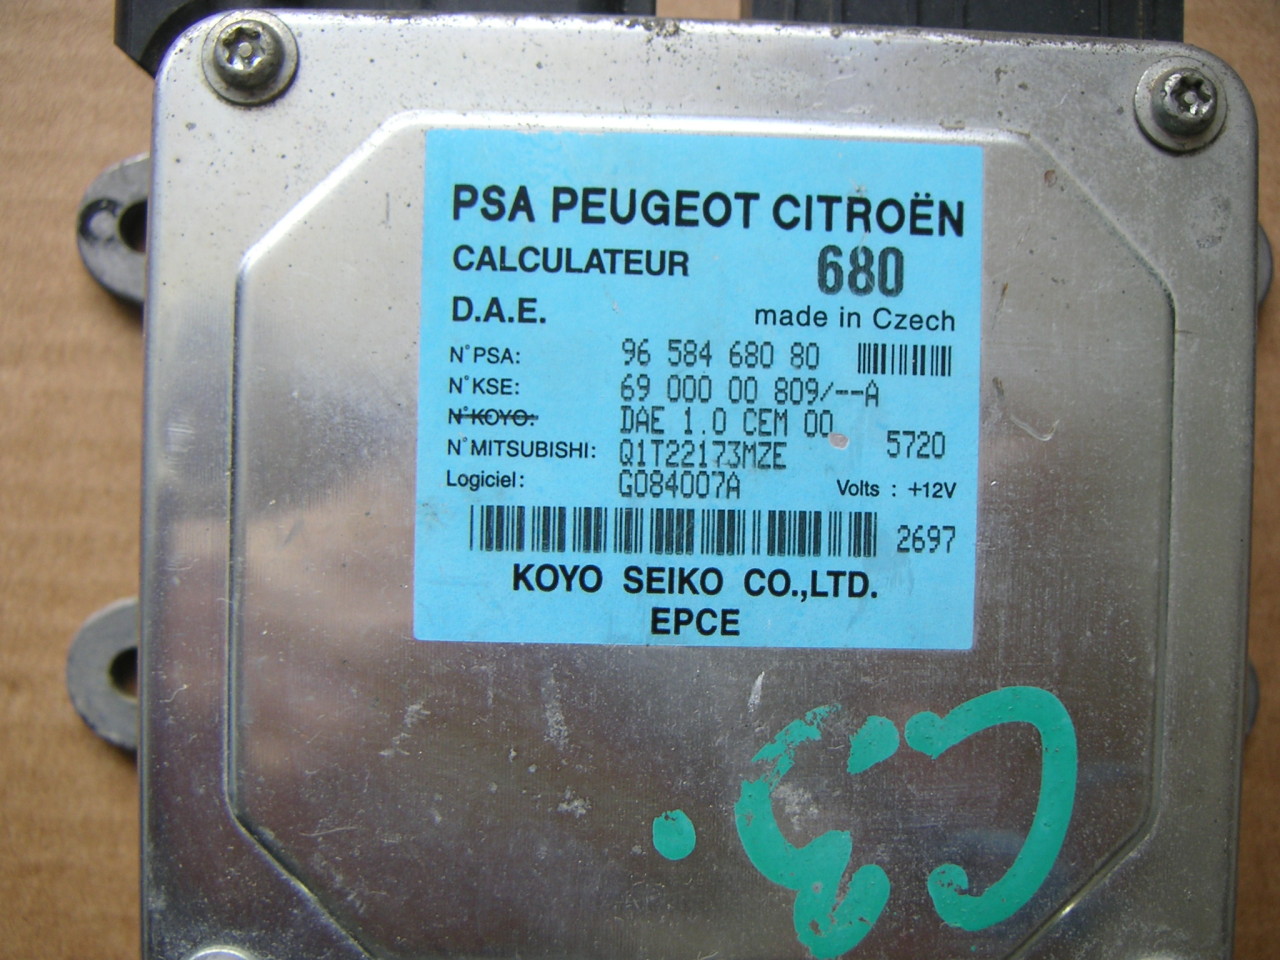 PSA PEUGEOT CITROËN
CALCULATEUR 680
D.A.E. made in Czech
N° PSA: 96 584 680 80
N° KSE: 69 000 00 809/--A
N° KOYO: DAE 1.0 CEM 00
N° MITSUBISHI: Q1T22173MZE 5720
Logiciel: G084007A Volts : +12V
2697
KOYO SEIKO CO.,LTD.
EPCE
C3